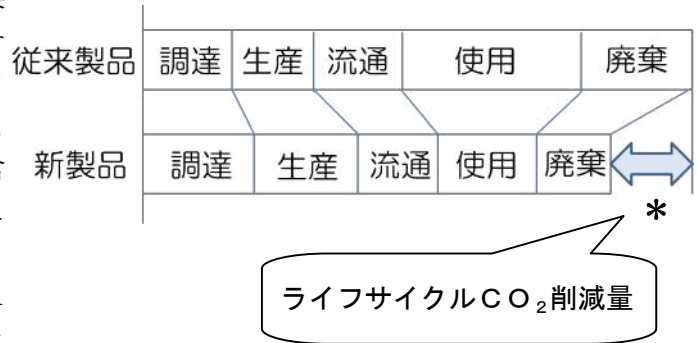 従来製品 調達 生産 流通 使用 廃棄
新製品 調達 生産 流通 使用 廃棄
*
ライフサイクルCO₂削減量